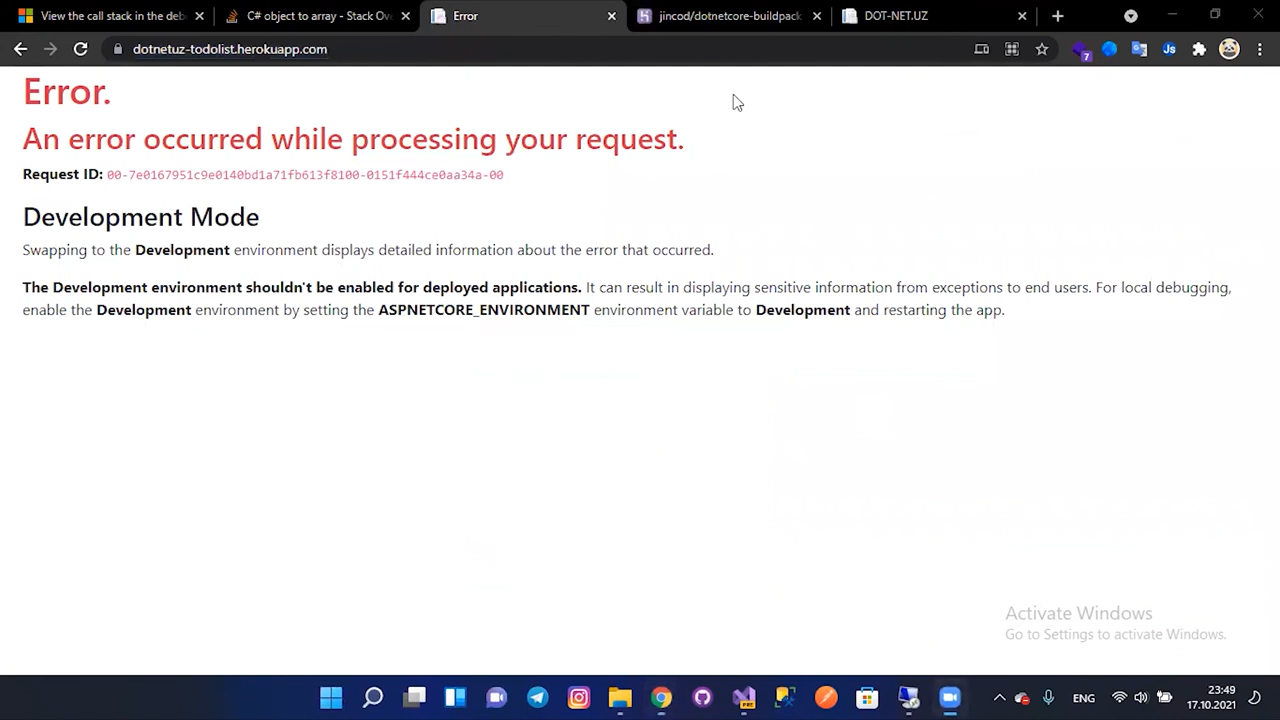 View the call stack in the deb
C# object to array - Stack Ove
Error
jincod/dotnetcore-buildpack
DOT-NET.UZ
dotnetuz-todolist.herokuapp.com
7
Js
Error.
An error occurred while processing your request.
Request ID: 00-7e0167951c9e0140bd1a71fb613f8100-0151f444ce0aa34a-00
Development Mode
Swapping to the Development environment displays detailed information about the error that occurred.
The Development environment shouldn't be enabled for deployed applications. It can result in displaying sensitive information from exceptions to end users. For local debugging,
enable the Development environment by setting the ASPNETCORE_ENVIRONMENT environment variable to Development and restarting the app.
Activate Windows
Go to Settings to activate Windows.
PRE
ENG
23:49
17.10.2021